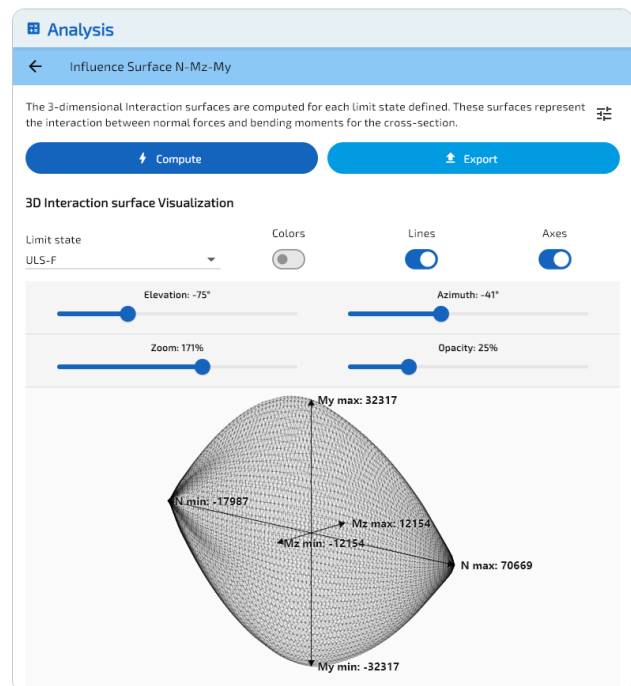 Analysis
Influence Surface N-Mz-My
The 3-dimensional Interaction surfaces are computed for each limit state defined. These surfaces represent
the interaction between normal forces and bending moments for the cross-section.
Compute
Export
3D Interaction surface Visualization
Limit state
Colors
Lines
Axes
ULS-F
Elevation: -75°
Azimuth: -41°
Zoom: 171%
Opacity: 25%
My max: 32317
N min: -17987
Mz max: 12154
Mz min: -12154
N max: 70669
My min: -32317